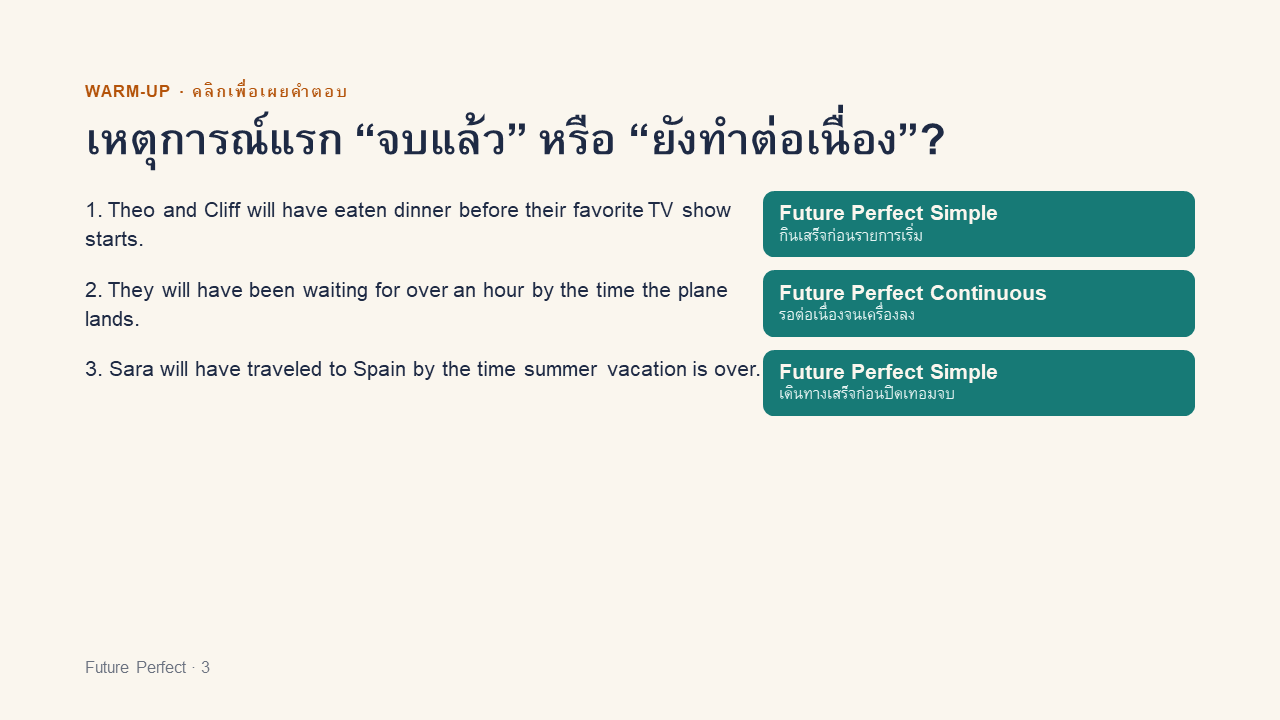 WARM-UP · คลิกเพื่อเผยคำตอบ
เหตุการณ์แรก “จบแล้ว” หรือ “ยังทำต่อเนื่อง”?
1. Theo and Cliff will have eaten dinner before their favorite TV show
starts.
Future Perfect Simple
กินเสร็จก่อนรายการเริ่ม
2. They will have been waiting for over an hour by the time the plane
lands.
Future Perfect Continuous
รอต่อเนื่องจนเครื่องลง
3. Sara will have traveled to Spain by the time summer vacation is over.
Future Perfect Simple
เดินทางเสร็จก่อนปิดเทอมจบ
Future Perfect · 3